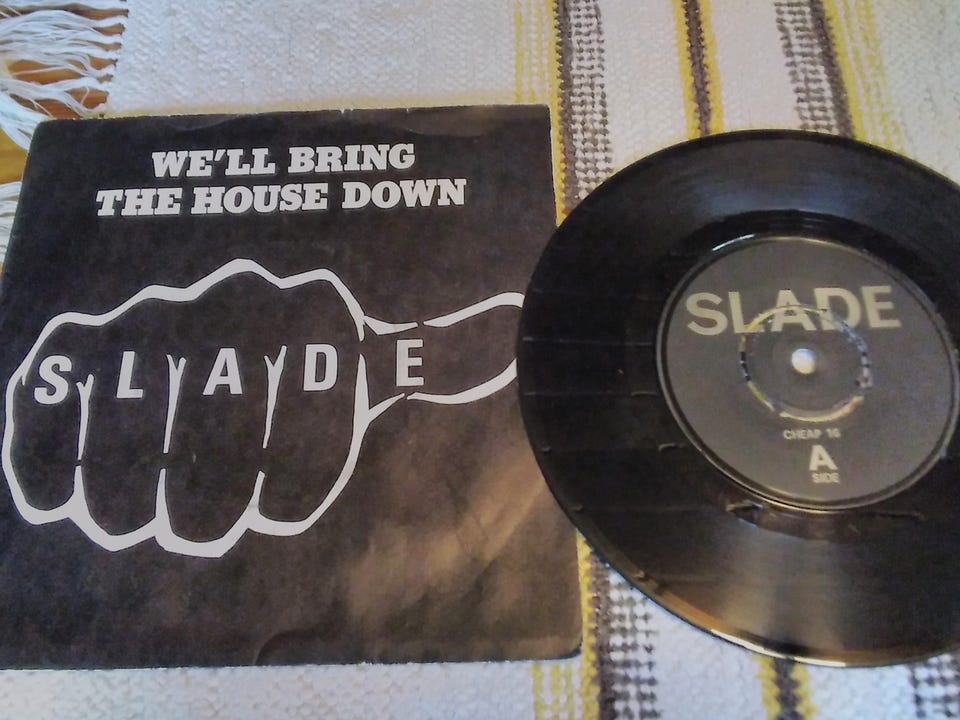 WE'LL BRING
THE HOUSE DOWN
SLADE
SLADE
CHEAP 16
A
SIDE